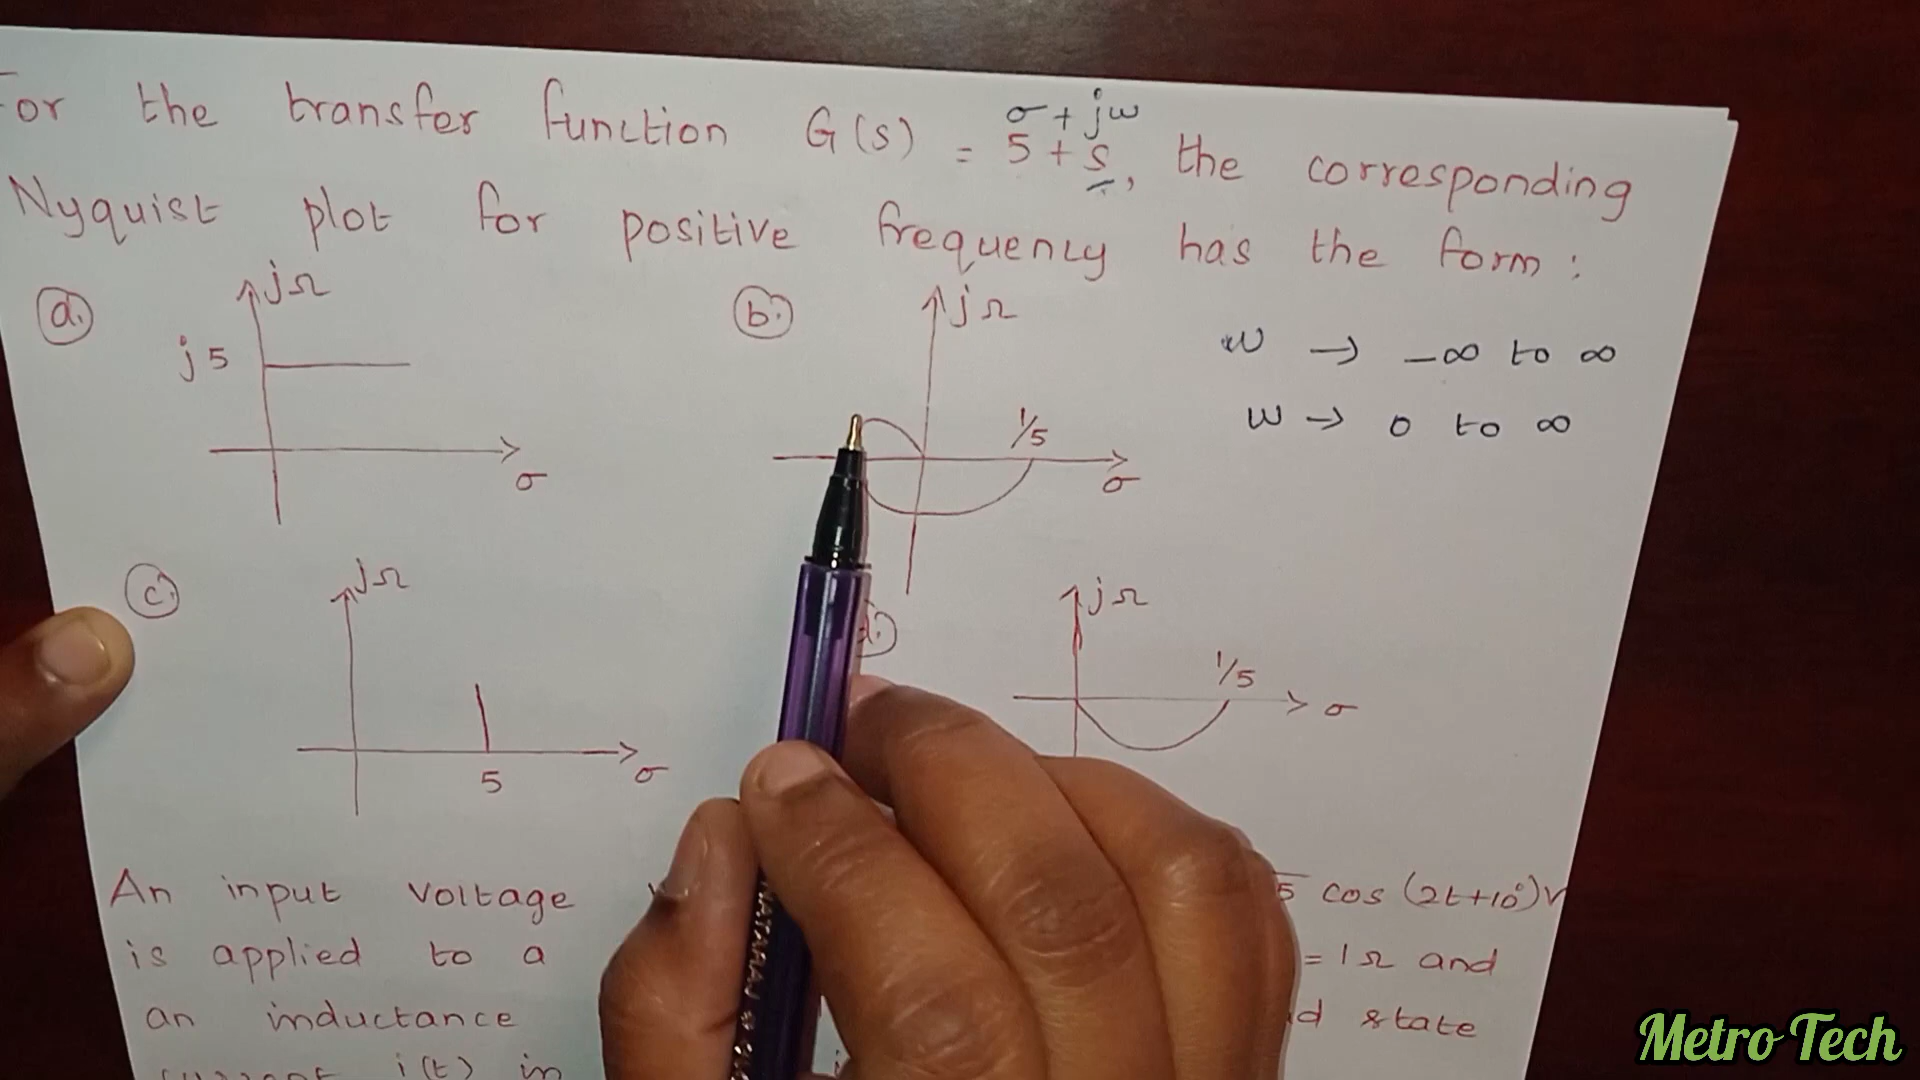 σ + jω
For the transfer function G(s) = 5 + s, the corresponding
Nyquist plot for positive frequency has the form :
a. jΩ
j5
σ
b. jΩ
1/5
σ
ω → -∞ to ∞
ω → 0 to ∞
c. jΩ
5
σ
d. jΩ
1/5
σ
An input voltage 5 cos (2t+10°)V
is applied to a = 1Ω and
an inductance state
i(t) in
Metro Tech